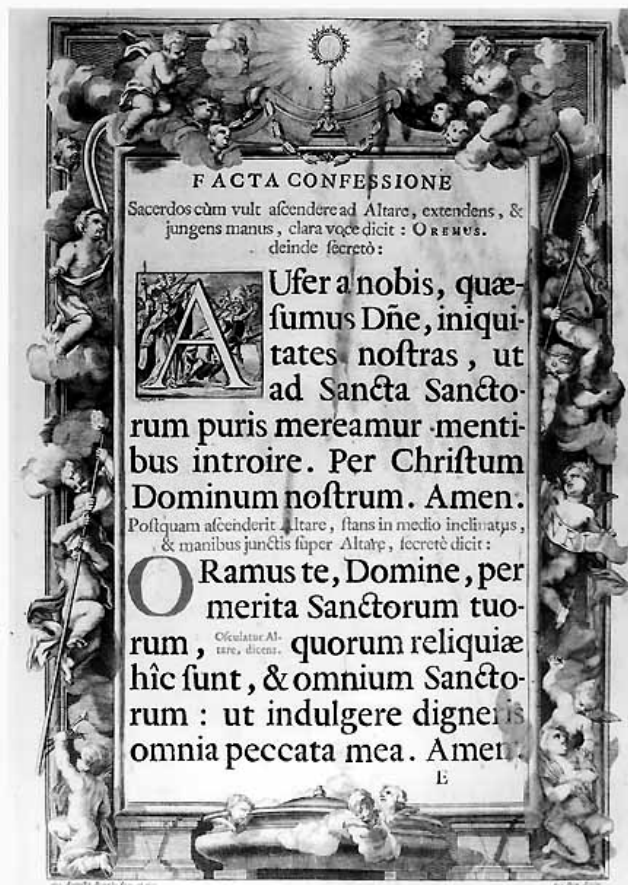 FACTA CONFESSIONE
Sacerdos cùm vult aſcendere ad Altare, extendens, &
jungens manus, clara voce dicit : OREMUS.
deinde ſecretò :
AUfer a nobis, quæ-
ſumus Dñe, iniqui-
tates noſtras, ut
ad Sancta Sancto-
rum puris mereamur menti-
bus introire. Per Chriſtum
Dominum noſtrum. Amen.
Poſtquam aſcenderit Altare, ſtans in medio inclinatus,
& manibus junctis ſuper Altare, ſecretè dicit :
ORamus te, Domine, per
merita Sanctorum tuo-
rum, Oſculatur Al-
tare, dicens. quorum reliquiæ
hîc ſunt, & omnium Sancto-
rum : ut indulgere digneris
omnia peccata mea. Amen.
E